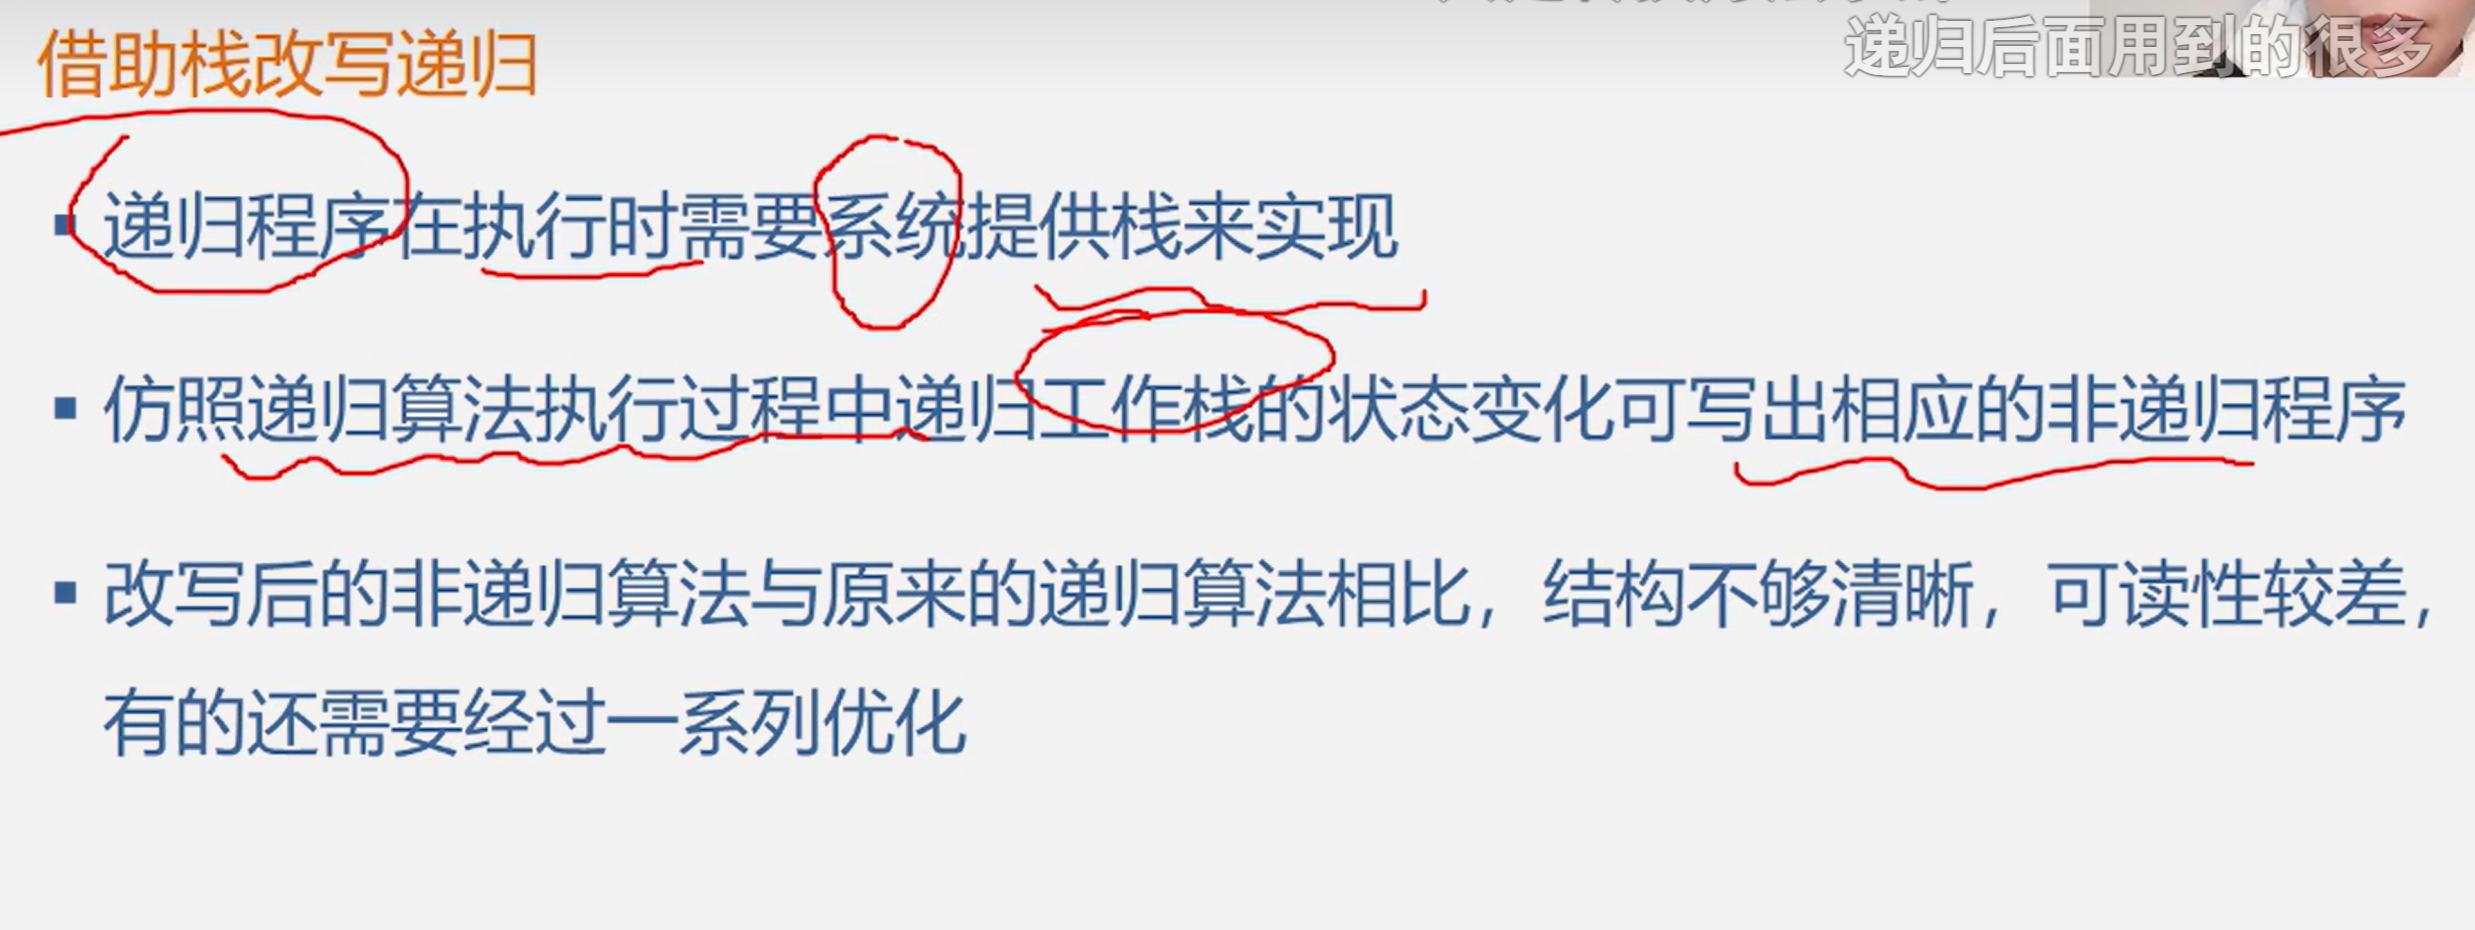 递归后面用到的很多
借助栈改写递归
▪ 递归程序在执行时需要系统提供栈来实现
▪ 仿照递归算法执行过程中递归工作栈的状态变化可写出相应的非递归程序
▪ 改写后的非递归算法与原来的递归算法相比，结构不够清晰，可读性较差，
有的还需要经过一系列优化